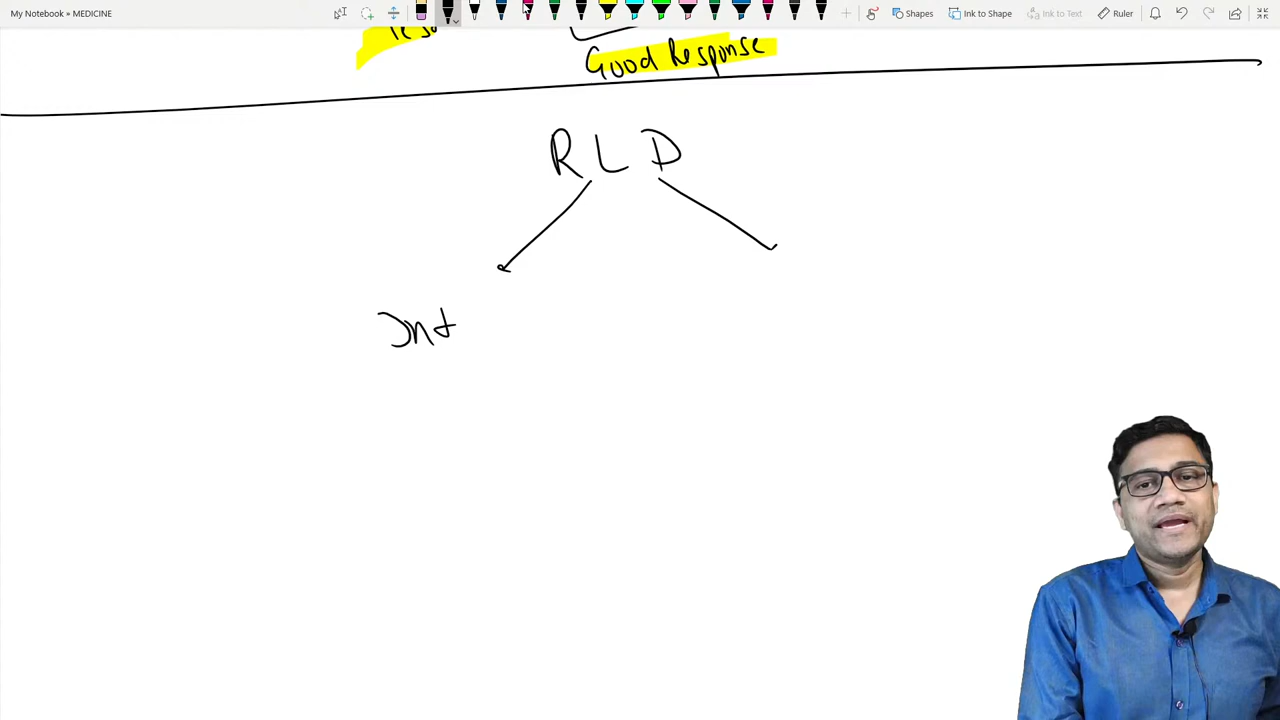 My Notebook » MEDICINE
Shapes Ink to Shape Ink to Text Ruler
Good Response
RLD
Int